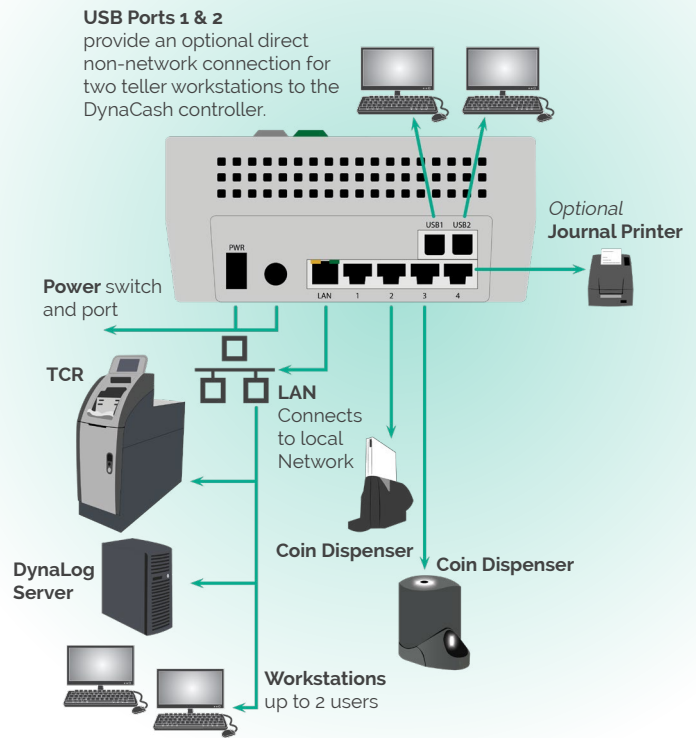 USB Ports 1 & 2
provide an optional direct
non-network connection for
two teller workstations to the
DynaCash controller.
USB1 USB2
Optional
Journal Printer
PWR
LAN 1 2 3 4
Power switch
and port
TCR
LAN
Connects
to local
Network
Coin Dispenser
Coin Dispenser
DynaLog
Server
Workstations
up to 2 users